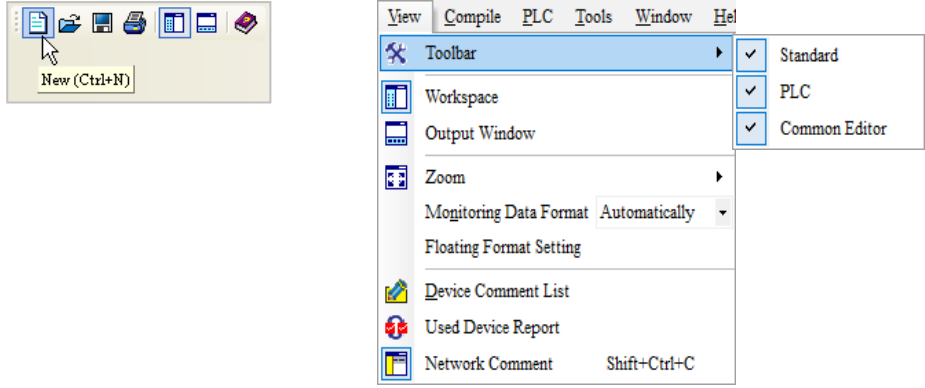 New (Ctrl+N)
View Compile PLC Tools Window Hel
Toolbar
Standard
PLC
Common Editor
Workspace
Output Window
Zoom
Monitoring Data Format Automatically
Floating Format Setting
Device Comment List
Used Device Report
Network Comment Shift+Ctrl+C